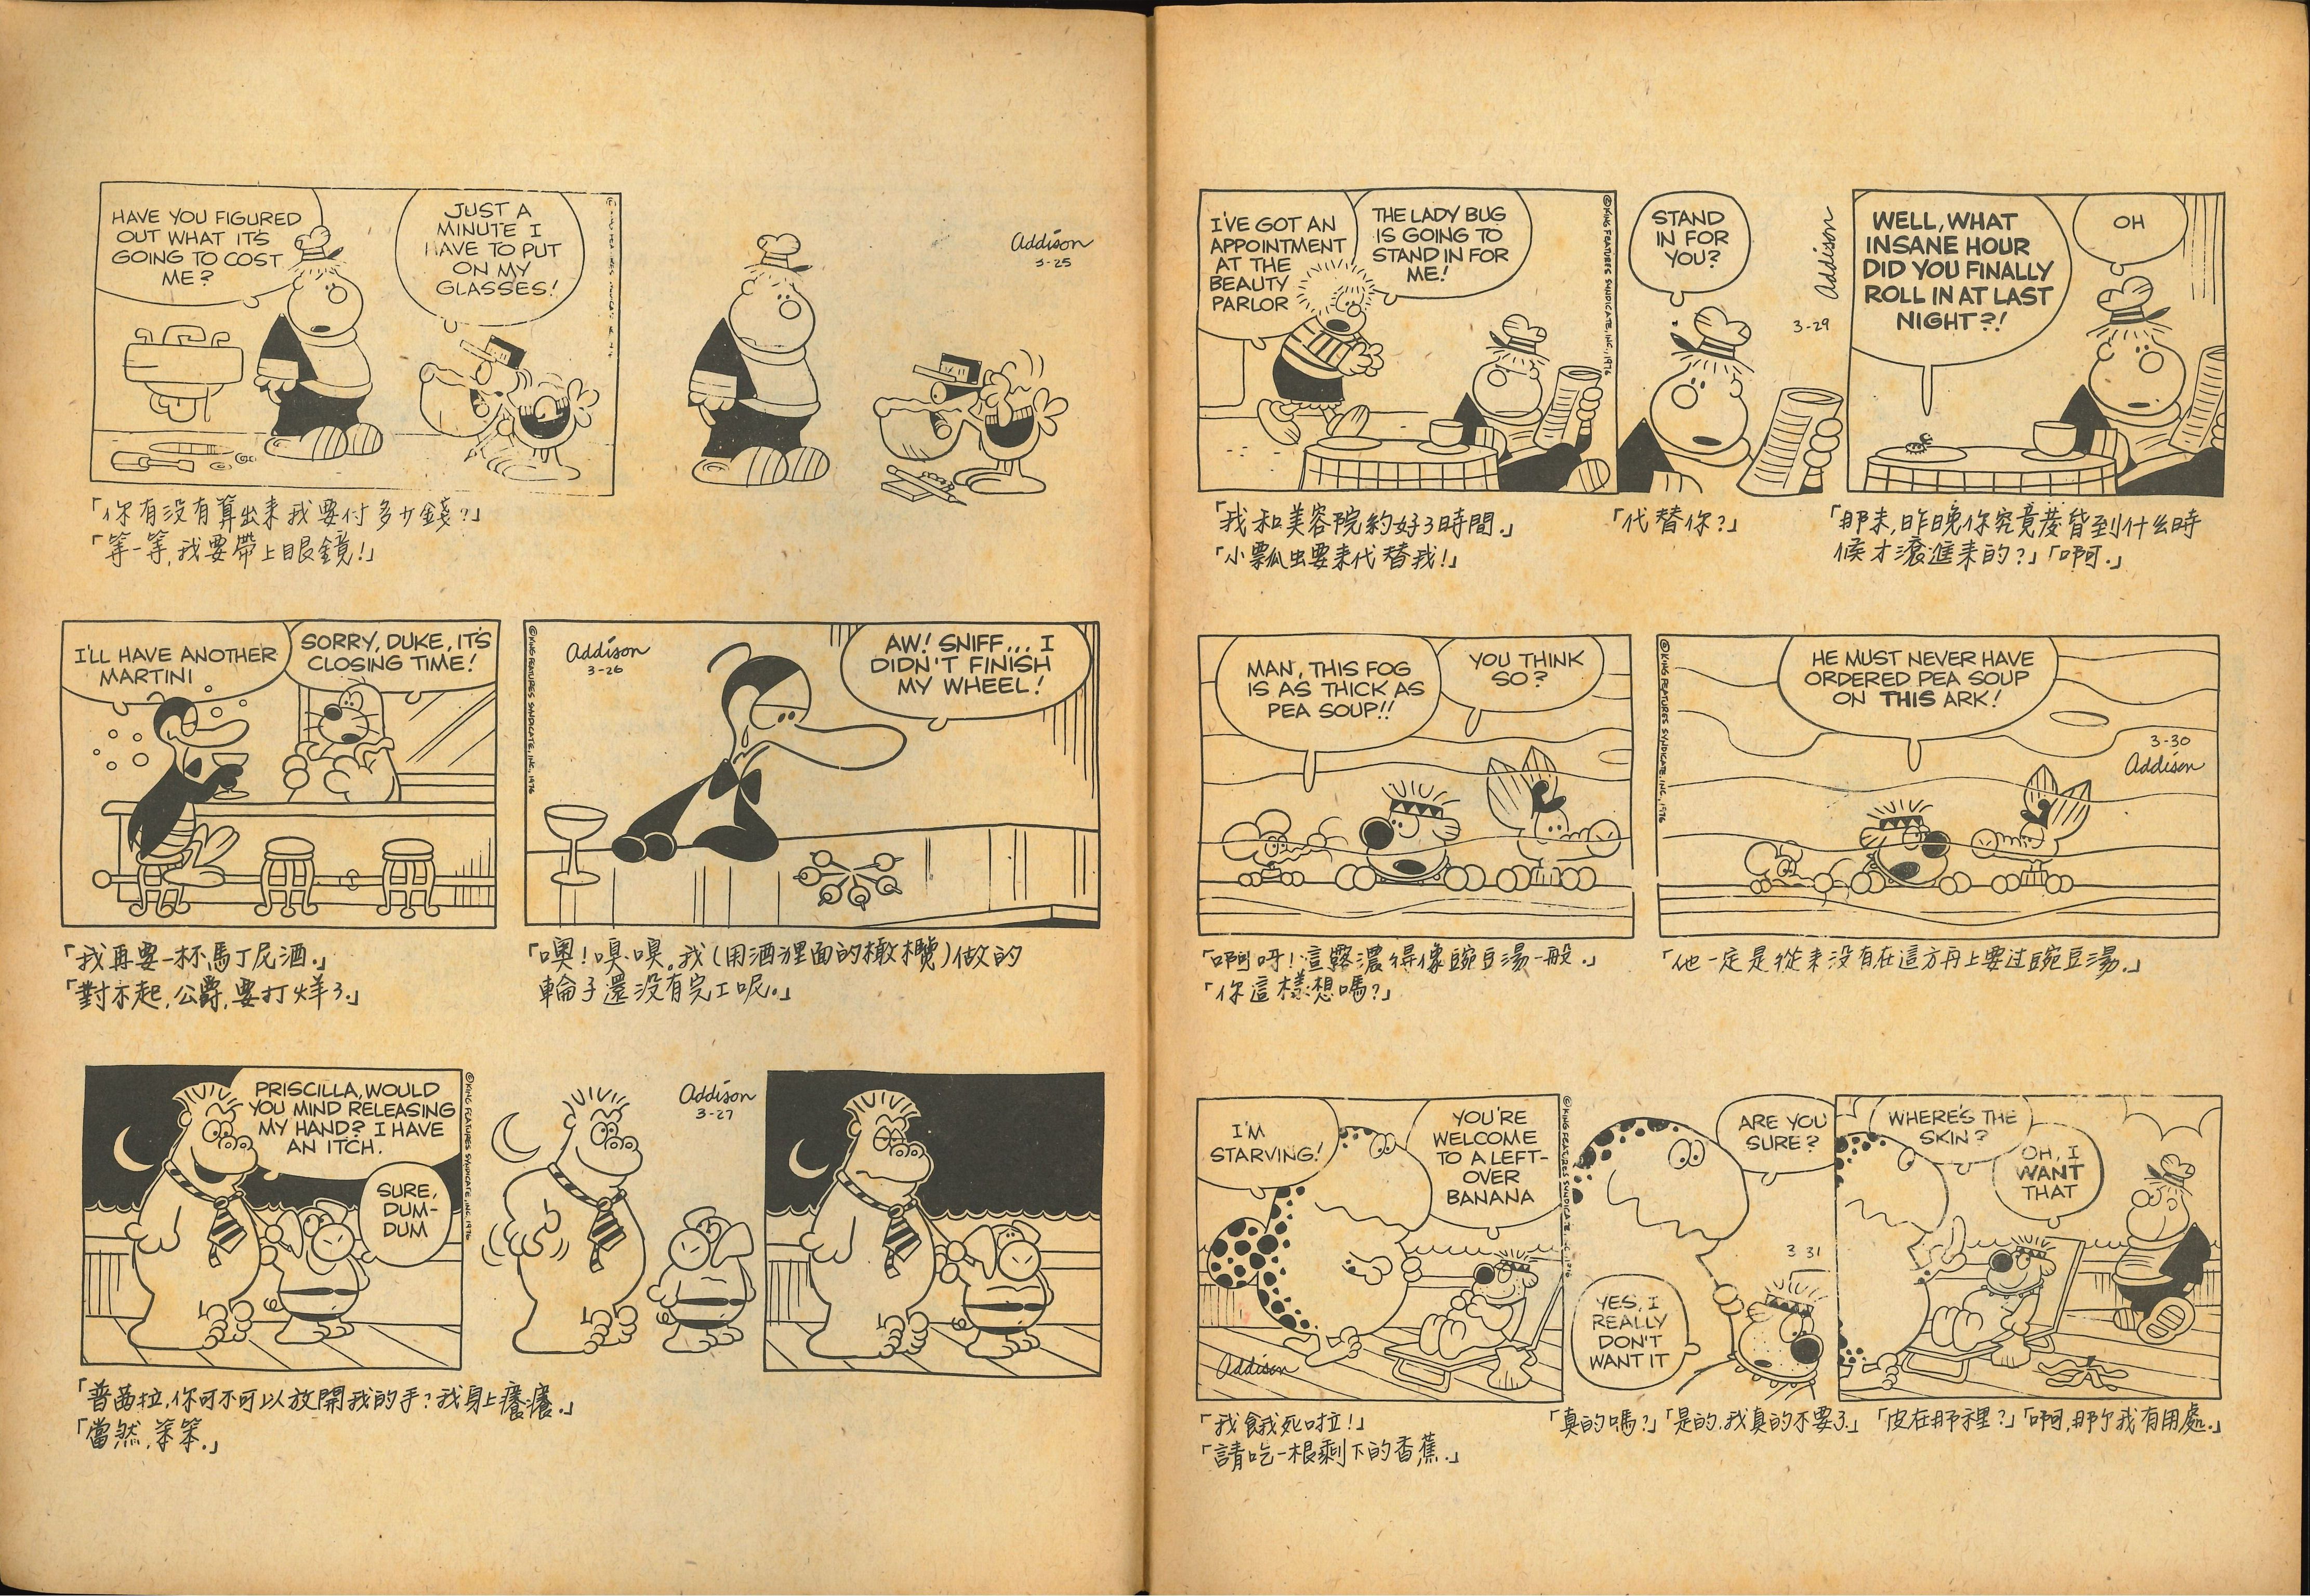 HAVE YOU FIGURED
OUT WHAT IT'S
GOING TO COST
ME?
JUST A
MINUTE I
HAVE TO PUT
ON MY
GLASSES!
Addison
3-25
「你有没有算出来我要付多少錢?」
「等一等,我要帶上眼鏡!」
I'LL HAVE ANOTHER
MARTINI
SORRY, DUKE, IT'S
CLOSING TIME!
©KING FEATURES SYNDICATE, INC., 1976
Addison
3-26
AW! SNIFF... I
DIDN'T FINISH
MY WHEEL!
「我再要一杯馬丁尼酒.」
「對不起,公爵,要打烊了.」
「噢!嗅.嗅.我(用酒裡面的橄欖)做的
輪子還没有完工呢.」
PRISCILLA, WOULD
YOU MIND RELEASING
MY HAND? I HAVE
AN ITCH.
SURE,
DUM-
DUM
©KING FEATURES SYNDICATE, INC. 1976
Addison
3-27
「普茜拉,你可不可以放開我的手?我身上癢癢.」
「當然,笨笨.」
I'VE GOT AN
APPOINTMENT
AT THE
BEAUTY
PARLOR
THE LADY BUG
IS GOING TO
STAND IN FOR
ME!
©KING FEATURES SYNDICATE, INC., 1976
STAND
IN FOR
YOU?
Addison
3-29
WELL, WHAT
INSANE HOUR
DID YOU FINALLY
ROLL IN AT LAST
NIGHT?!
OH
「我和美容院約好了時間.」
「小瓢虫要来代替我!」
「代替你?」
「那末,昨晚你究竟挨到什么時
候才滾進来的?」「啊.」
MAN, THIS FOG
IS AS THICK AS
PEA SOUP!!
YOU THINK
SO?
©KING FEATURES SYNDICATE, INC., 1976
HE MUST NEVER HAVE
ORDERED PEA SOUP
ON THIS ARK!
3-30
Addison
「啊呀!這霧濃得像豌豆湯一般.」
「你這樣想嗎?」
「他一定是從来没有在這方舟上要过豌豆湯.」
I'M
STARVING!
YOU'RE
WELCOME
TO A LEFT-
OVER
BANANA
Addison
©KING FEATURES SYNDICATE, INC. 1976
ARE YOU
SURE?
3 31
YES, I
REALLY
DON'T
WANT IT
WHERE'S THE
SKIN?
OH, I
WANT
THAT
「我餓死啦!」
「請吃一根剩下的香蕉.」
「真的嗎?」「是的.我真的不要了」
「皮在那裡?」「啊,那個我有用處.」